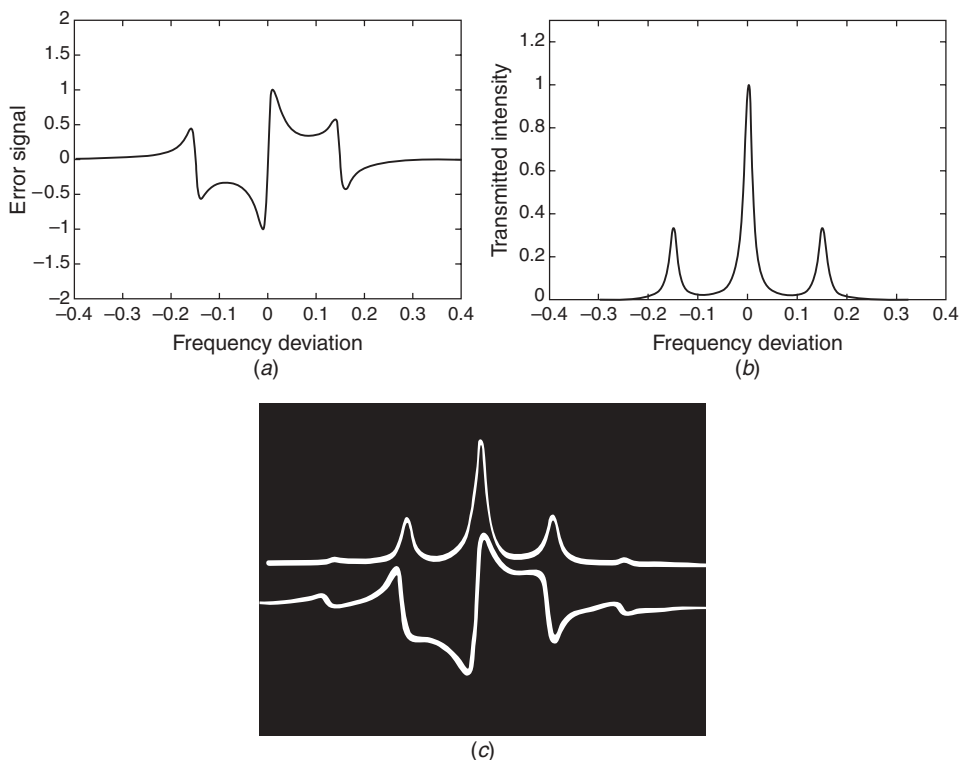 2
1.5
1
0.5
0
−0.5
−1
−1.5
−2
Error signal
−0.4 −0.3 −0.2 −0.1 0 0.1 0.2 0.3 0.4
Frequency deviation
(a)
1.2
1
0.8
0.6
0.4
0.2
0
Transmitted intensity
−0.4 −0.3 −0.2 −0.1 0 0.1 0.2 0.3 0.4
Frequency deviation
(b)
(c)